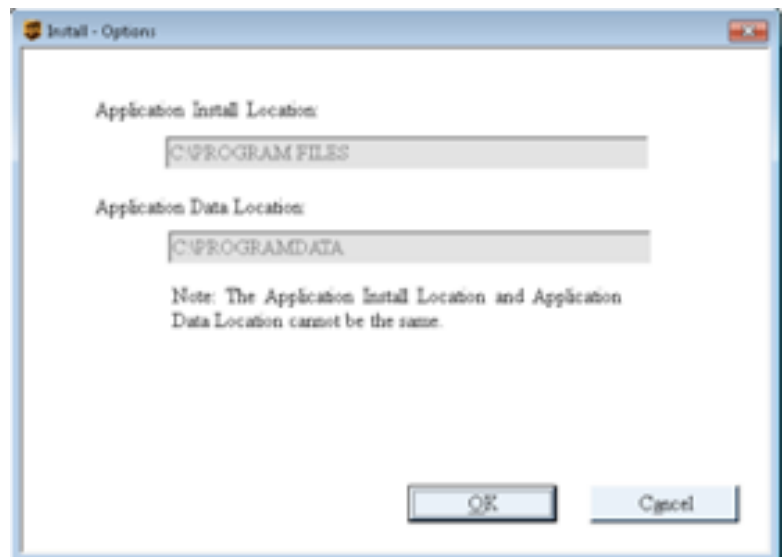 Install - Options
Application Install Location:
C:\PROGRAM FILES
Application Data Location:
C:\PROGRAMDATA
Note: The Application Install Location and Application
Data Location cannot be the same.
OK
Cancel